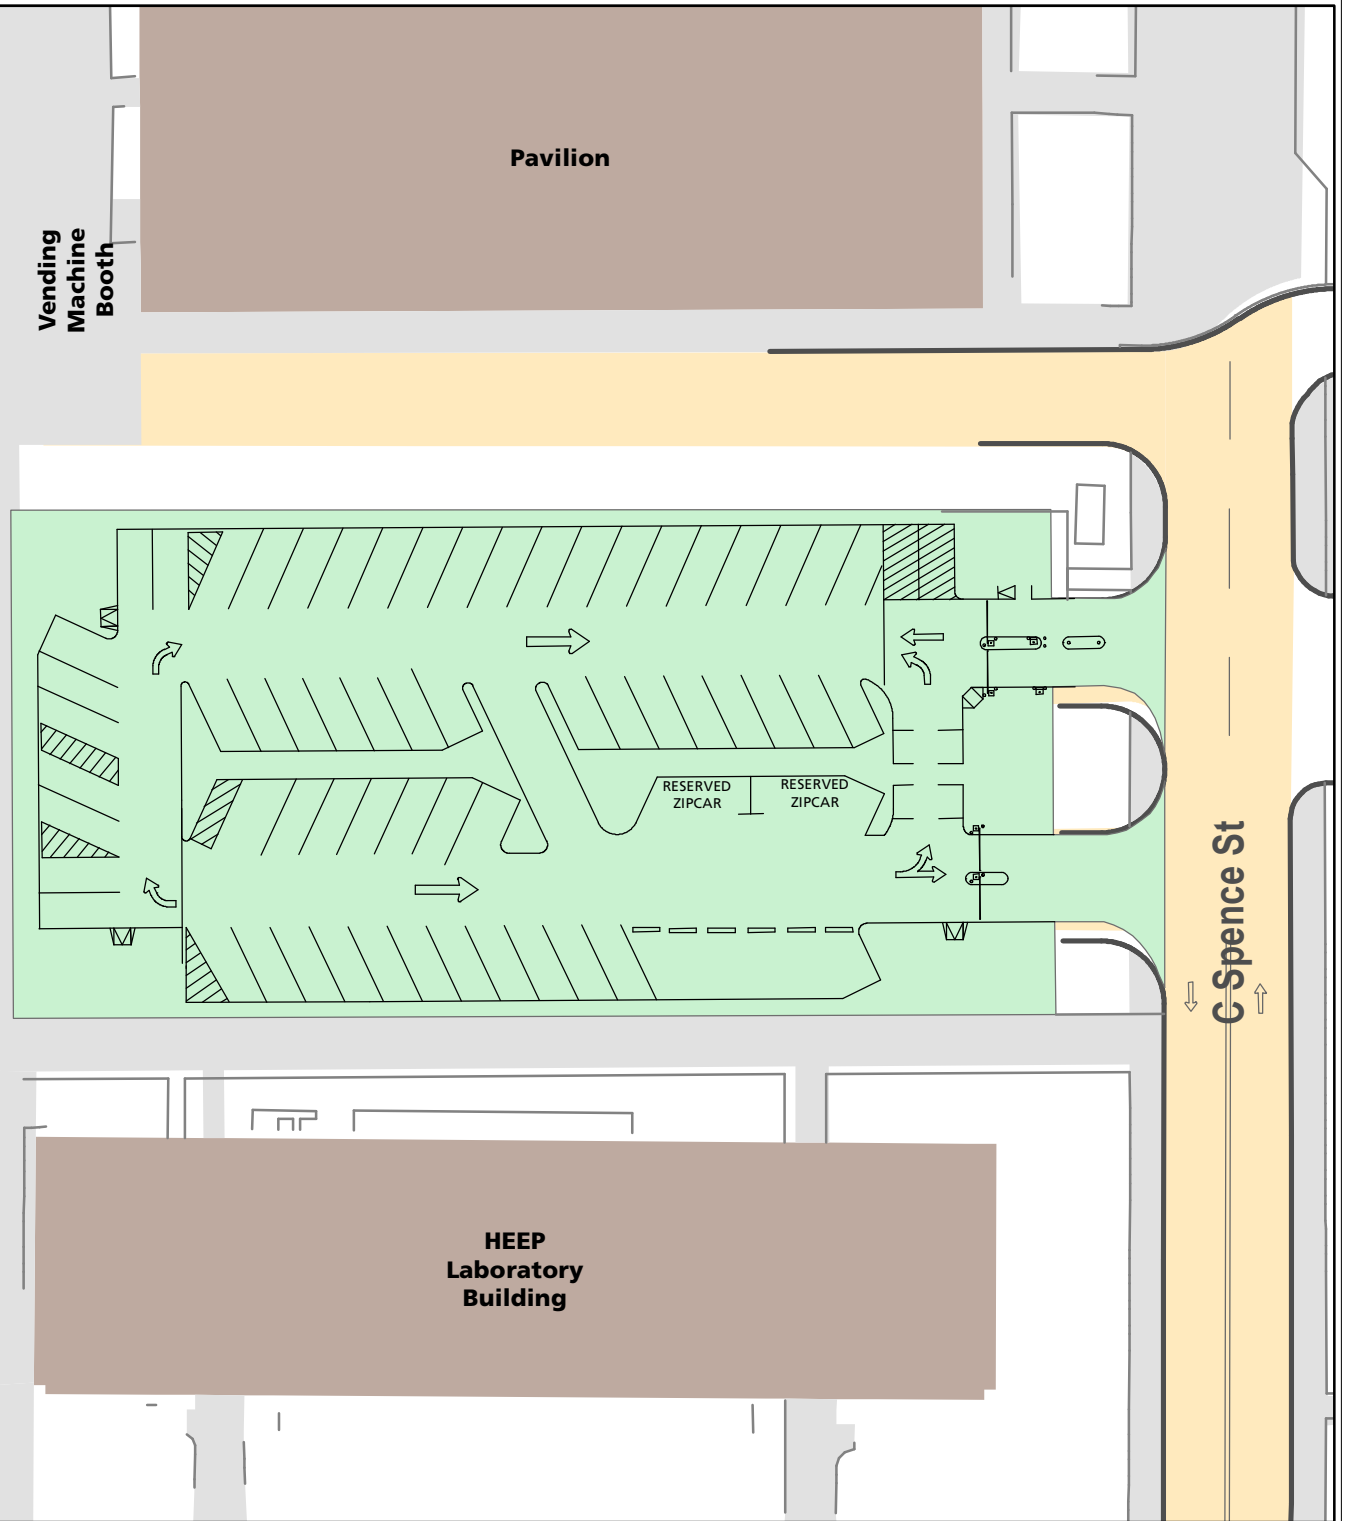 Pavilion
Vending
Machine
Booth
RESERVED
ZIPCAR
RESERVED
ZIPCAR
C Spence St
HEEP
Laboratory
Building